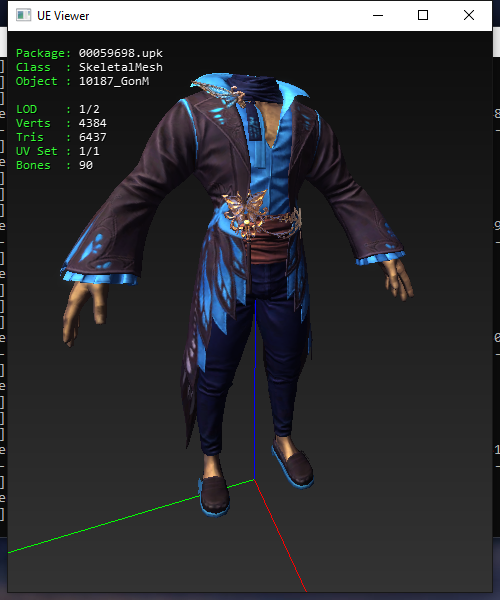 UE Viewer
Package: 00059698.upk
Class  : SkeletalMesh
Object : 10187_GonM
LOD    : 1/2
Verts  : 4384
Tris   : 6437
UV Set : 1/1
Bones  : 90